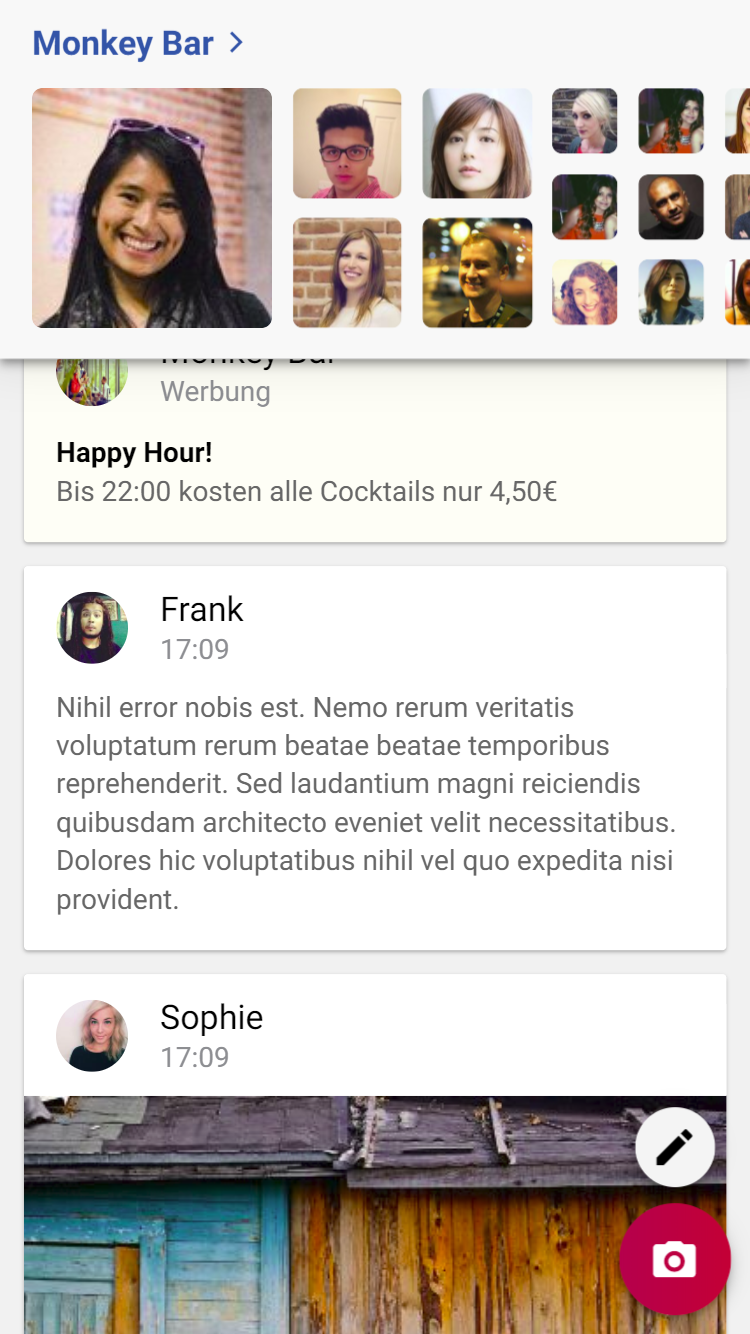 Monkey Bar
Monkey Bar
Werbung
Happy Hour!
Bis 22:00 kosten alle Cocktails nur 4,50€
Frank
17:09
Nihil error nobis est. Nemo rerum veritatis
voluptatum rerum beatae beatae temporibus
reprehenderit. Sed laudantium magni reiciendis
quibusdam architecto eveniet velit necessitatibus.
Dolores hic voluptatibus nihil vel quo expedita nisi
provident.
Sophie
17:09